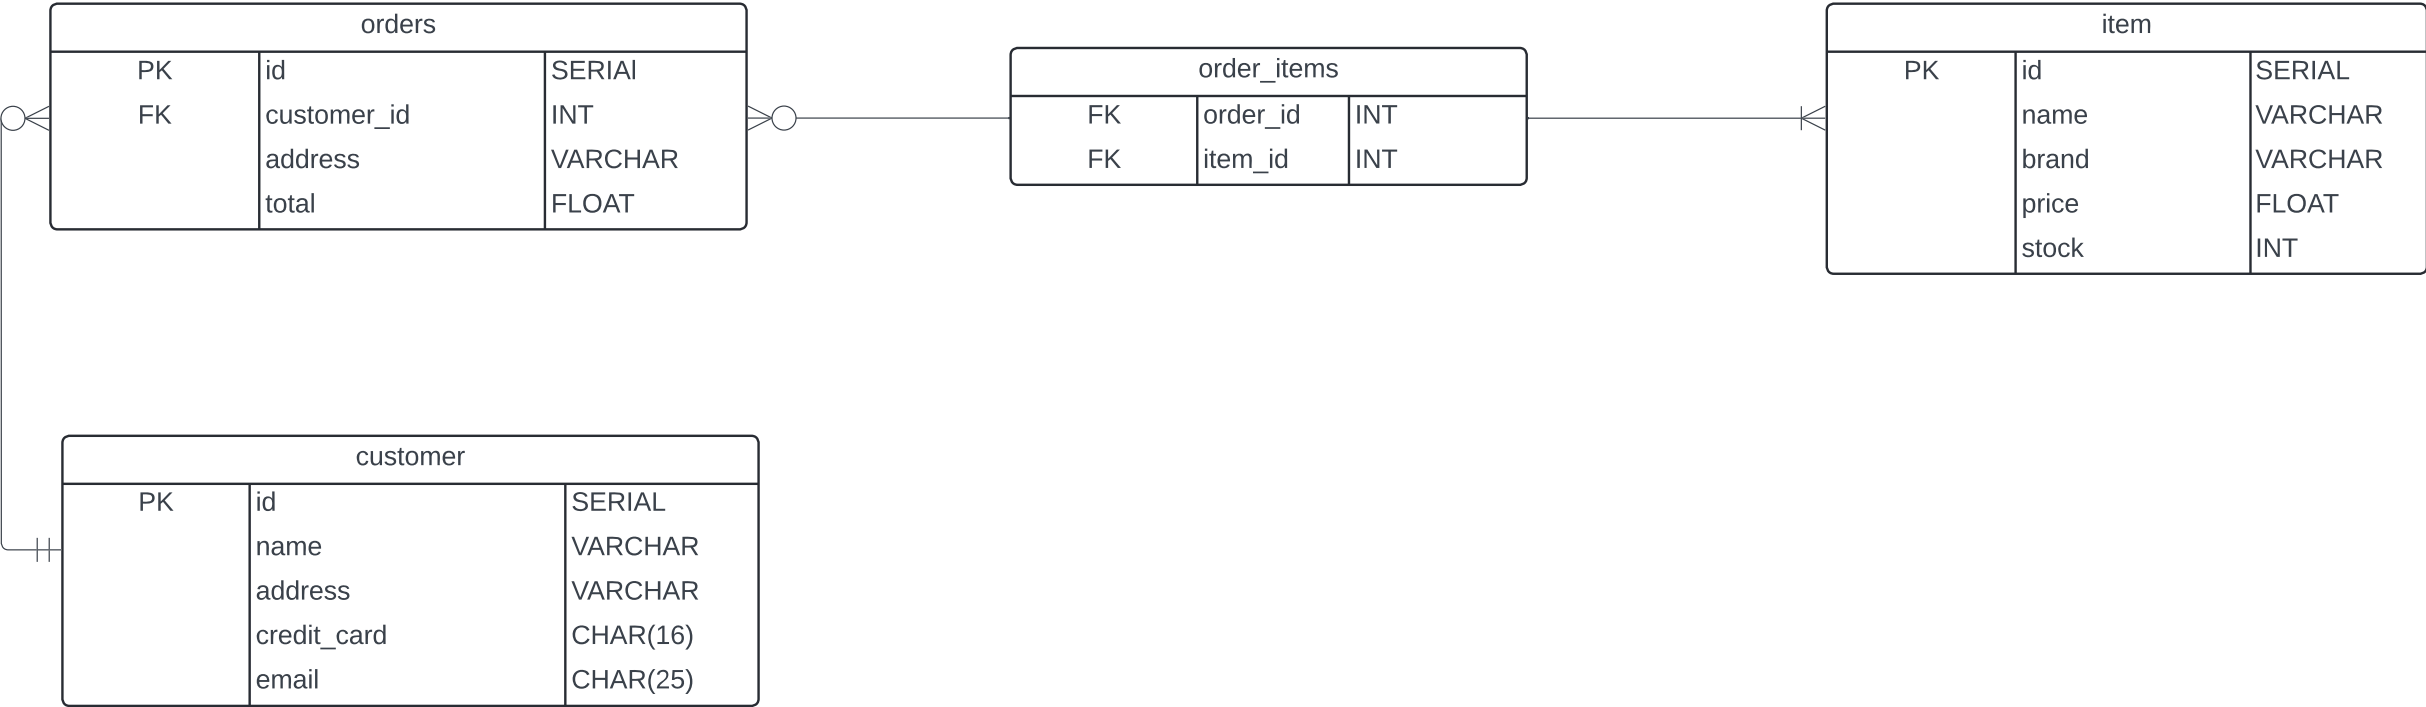 orders
PK id SERIAl
FK customer_id INT
address VARCHAR
total FLOAT
order_items
FK order_id INT
FK item_id INT
item
PK id SERIAL
name VARCHAR
brand VARCHAR
price FLOAT
stock INT
customer
PK id SERIAL
name VARCHAR
address VARCHAR
credit_card CHAR(16)
email CHAR(25)